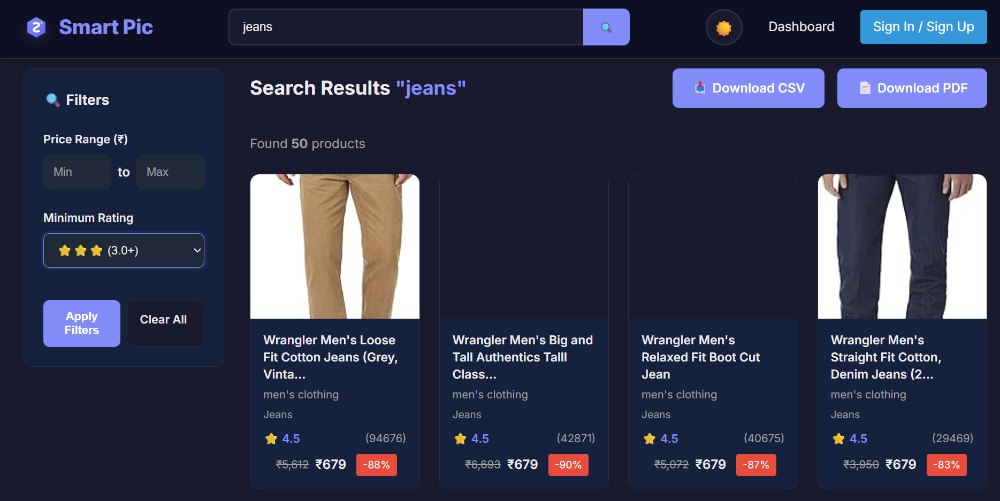 Smart Pic
jeans
Dashboard
Sign In / Sign Up
Filters
Price Range (₹)
Min to Max
Minimum Rating
(3.0+)
Apply
Filters
Clear All
Search Results "jeans"
Download CSV
Download PDF
Found 50 products
Wrangler Men's Loose
Fit Cotton Jeans (Grey,
Vinta...
men's clothing
Jeans
4.5 (94676)
₹5,612 ₹679 -88%
Wrangler Men's Big and
Tall Authentics Talll
Class...
men's clothing
Jeans
4.5 (42871)
₹6,693 ₹679 -90%
Wrangler Men's
Relaxed Fit Boot Cut
Jean
men's clothing
Jeans
4.5 (40675)
₹5,072 ₹679 -87%
Wrangler Men's
Straight Fit Cotton,
Denim Jeans (2...
men's clothing
Jeans
4.5 (29469)
₹3,950 ₹679 -83%